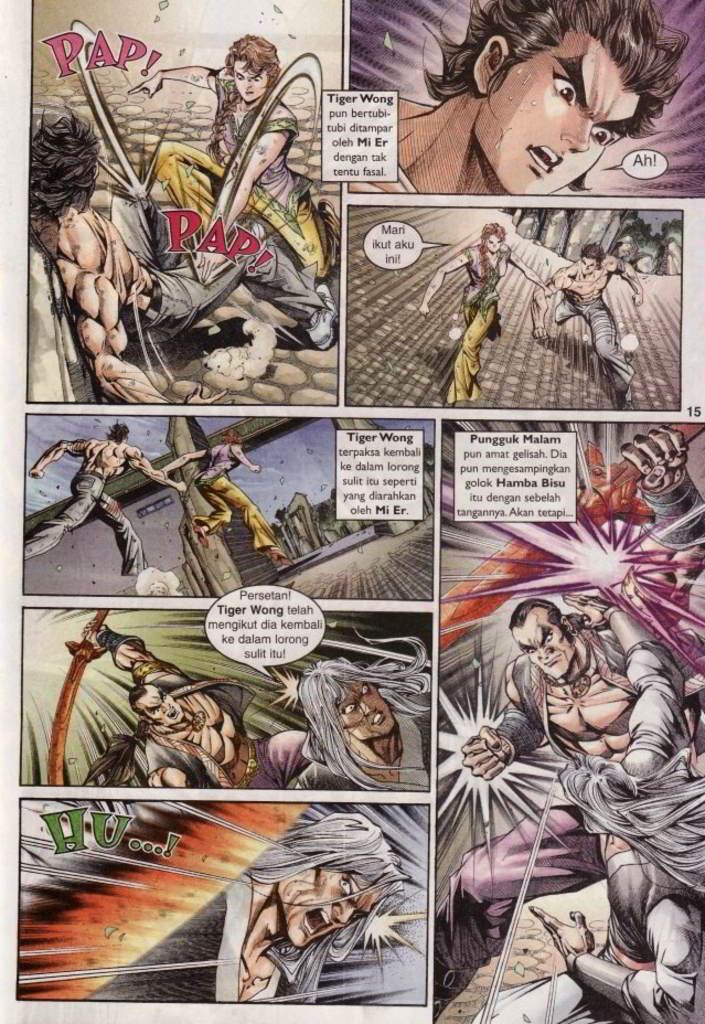 PAP!
Tiger Wong
pun bertubi-
tubi ditampar
oleh Mi Er
dengan tak
tentu fasal.
Ah!
PAP!
Mari
ikut aku
ini!
15
Tiger Wong
terpaksa kembali
ke dalam lorong
sulit itu seperti
yang diarahkan
oleh Mi Er.
Pungguk Malam
pun amat gelisah. Dia
pun mengesampingkan
golok Hamba Bisu
itu dengan sebelah
tangannya. Akan tetapi...
Persetan!
Tiger Wong telah
mengikut dia kembali
ke dalam lorong
sulit itu!
HU...!